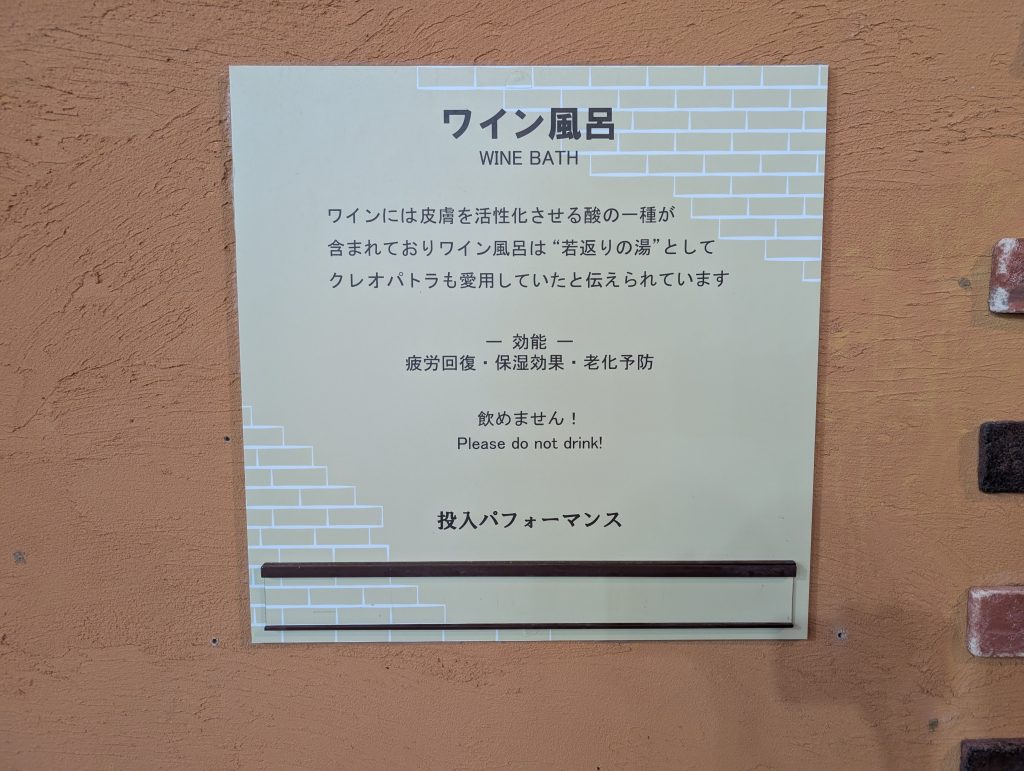 ワイン風呂
WINE BATH
ワインには皮膚を活性化させる酸の一種が
含まれておりワイン風呂は“若返りの湯”として
クレオパトラも愛用していたと伝えられています
― 効能 ―
疲労回復・保湿効果・老化予防
飲めません！
Please do not drink!
投入パフォーマンス